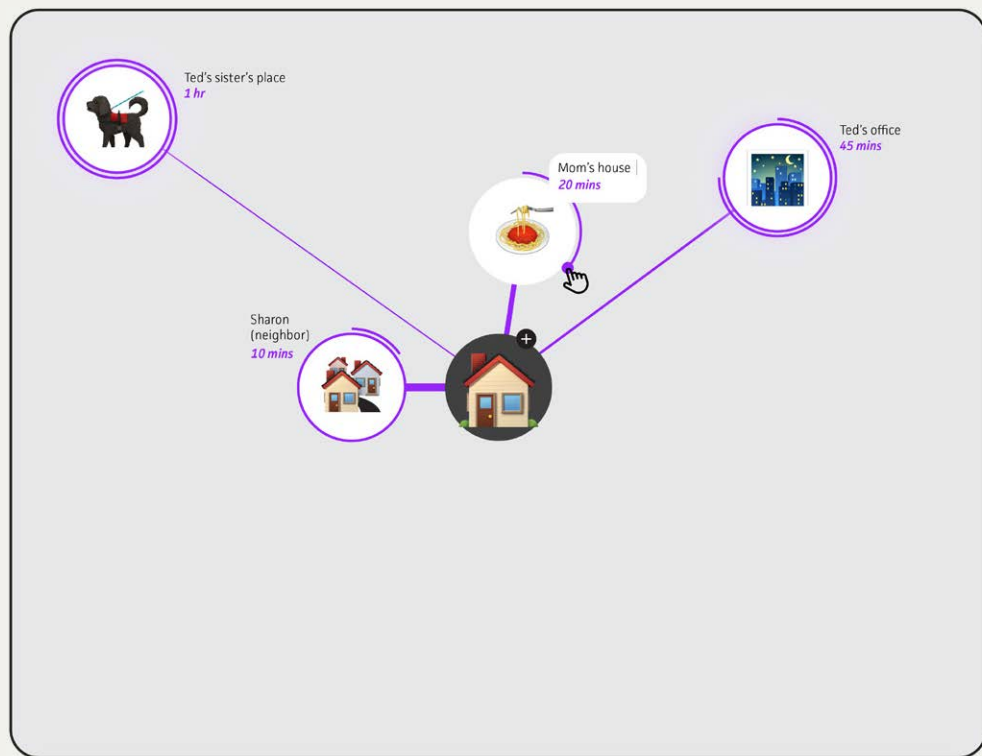 Ted's sister's place
1 hr
Ted's office
45 mins
Mom's house
20 mins
Sharon
(neighbor)
10 mins
+